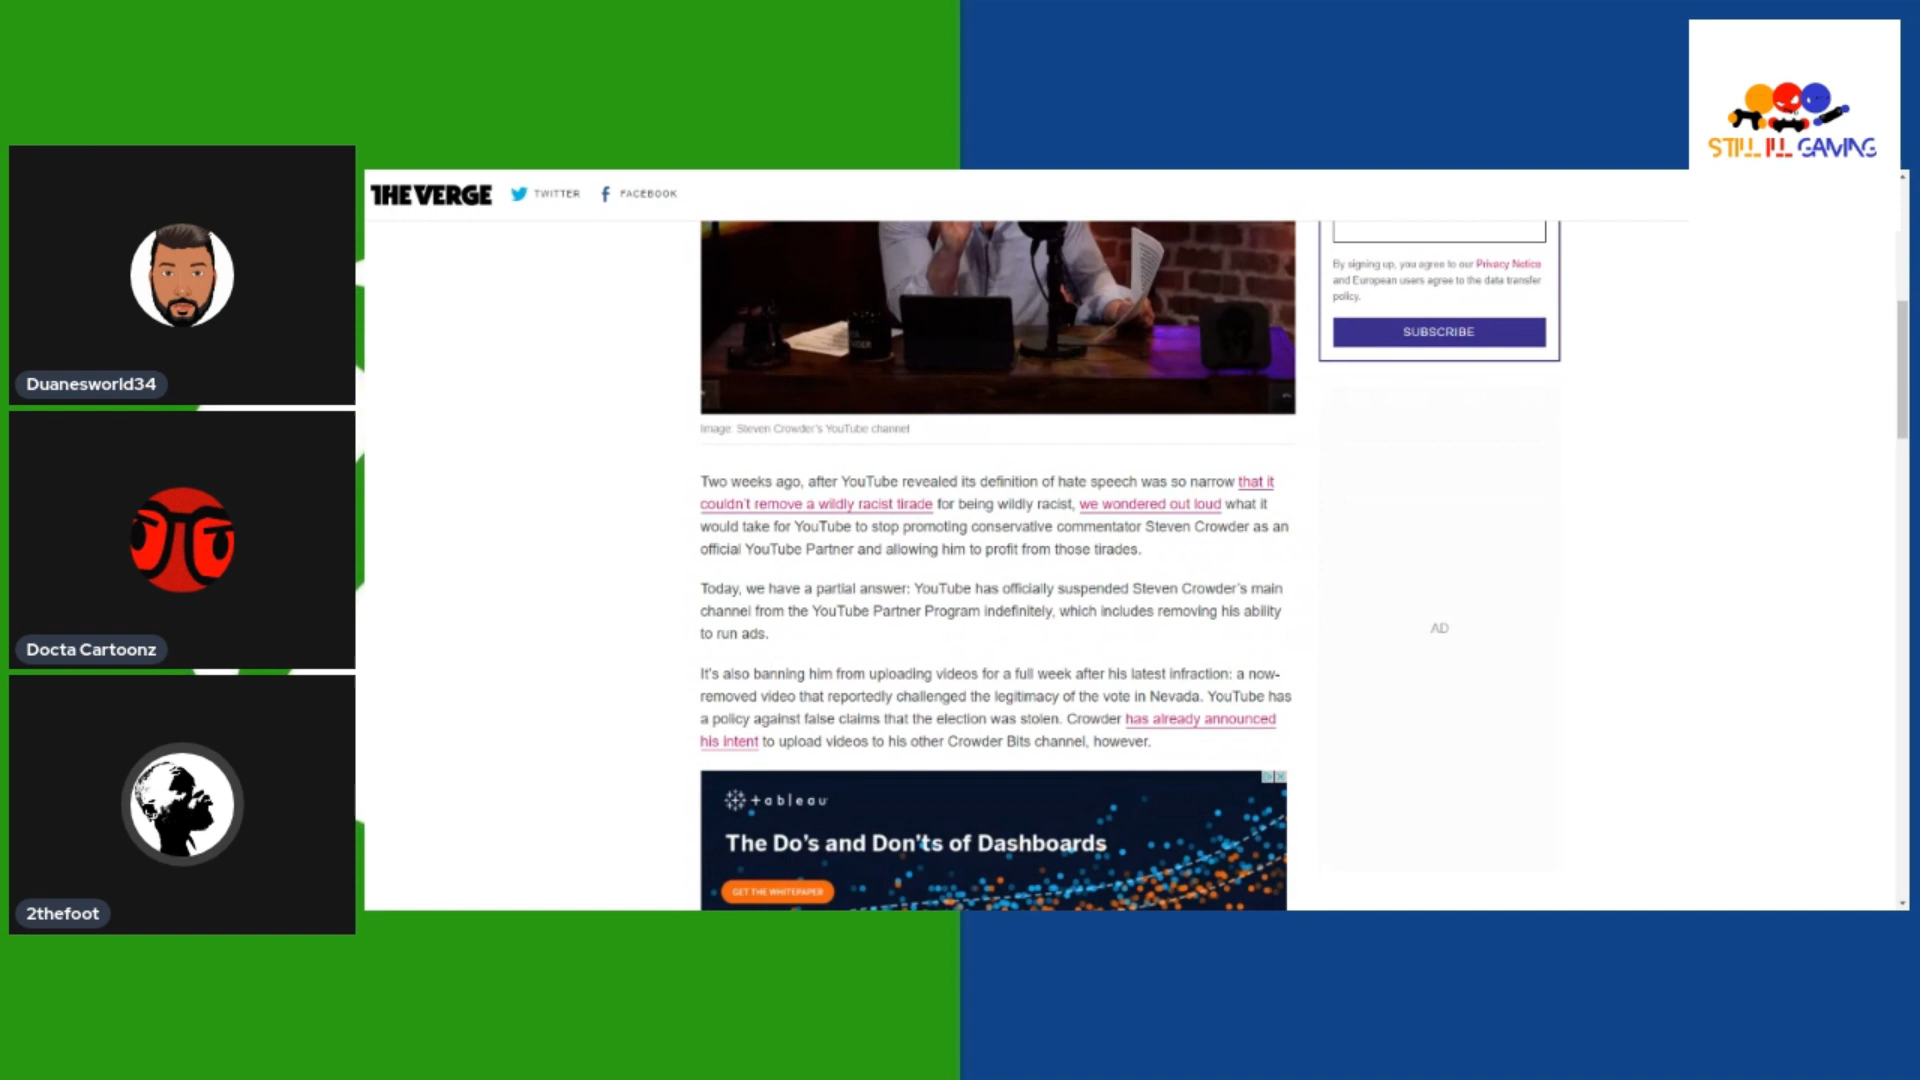 STILL ILL GAMING
THE VERGE TWITTER FACEBOOK
By signing up, you agree to our Privacy Notice
and European users agree to the data transfer
policy.
SUBSCRIBE
Duanesworld34
Image: Steven Crowder's YouTube channel
Two weeks ago, after YouTube revealed its definition of hate speech was so narrow that it
couldn't remove a wildly racist tirade for being wildly racist, we wondered out loud what it
would take for YouTube to stop promoting conservative commentator Steven Crowder as an
official YouTube Partner and allowing him to profit from those tirades.
Today, we have a partial answer: YouTube has officially suspended Steven Crowder's main
channel from the YouTube Partner Program indefinitely, which includes removing his ability
to run ads.
AD
Docta Cartoonz
It's also banning him from uploading videos for a full week after his latest infraction: a now-
removed video that reportedly challenged the legitimacy of the vote in Nevada. YouTube has
a policy against false claims that the election was stolen. Crowder has already announced
his intent to upload videos to his other Crowder Bits channel, however.
+ableau
The Do's and Don'ts of Dashboards
GET THE WHITEPAPER
2thefoot